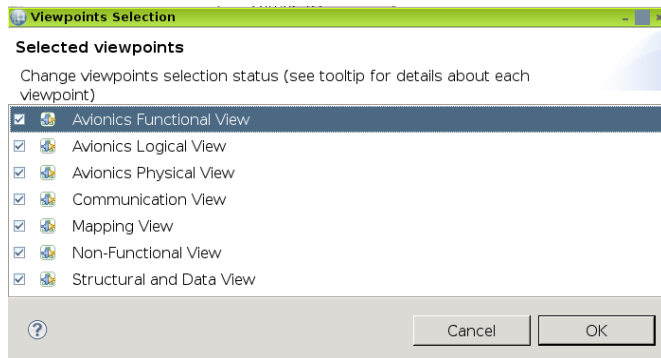 Viewpoints Selection
Selected viewpoints
Change viewpoints selection status (see tooltip for details about each
viewpoint)
Avionics Functional View
Avionics Logical View
Avionics Physical View
Communication View
Mapping View
Non-Functional View
Structural and Data View
?
Cancel
OK